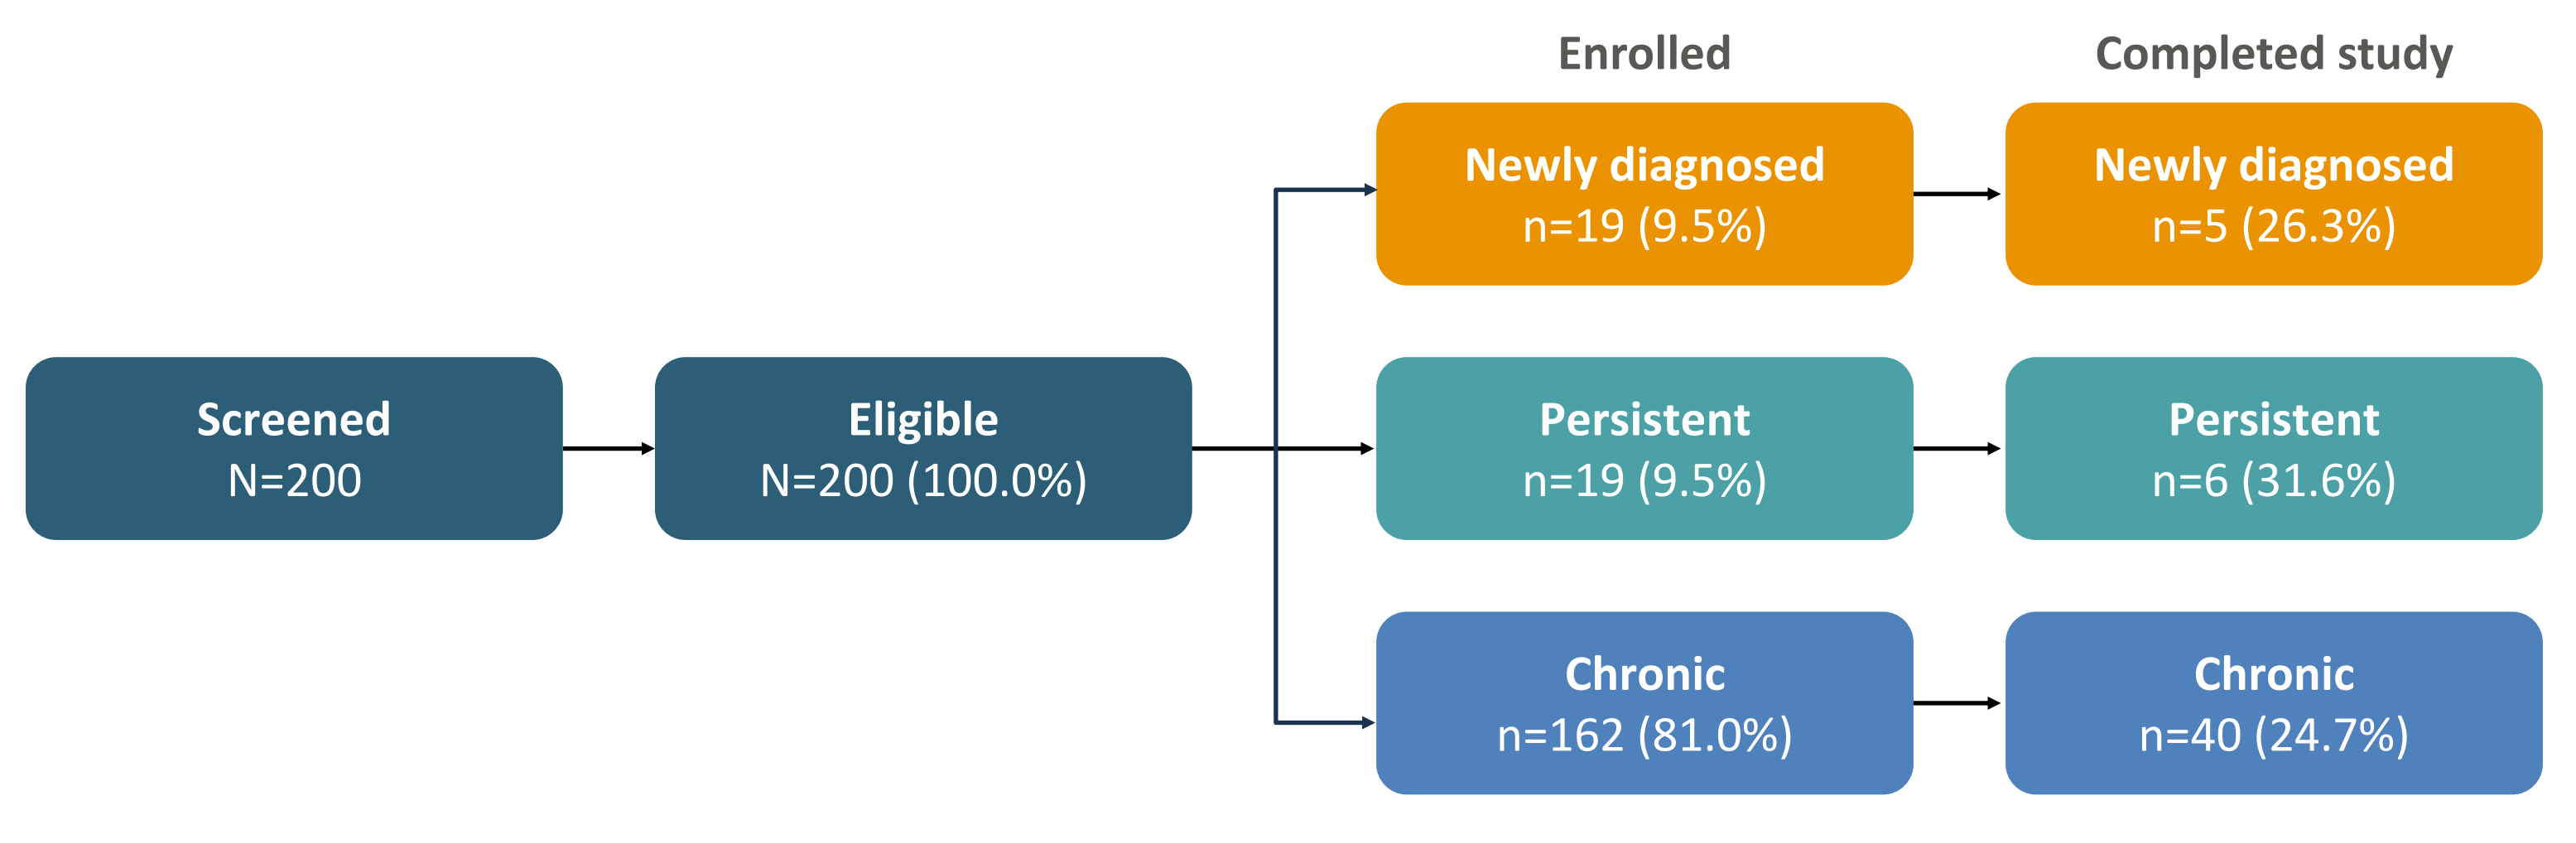 Enrolled
Completed study
Newly diagnosed
n=19 (9.5%)
Newly diagnosed
n=5 (26.3%)
Screened
N=200
Eligible
N=200 (100.0%)
Persistent
n=19 (9.5%)
Persistent
n=6 (31.6%)
Chronic
n=162 (81.0%)
Chronic
n=40 (24.7%)